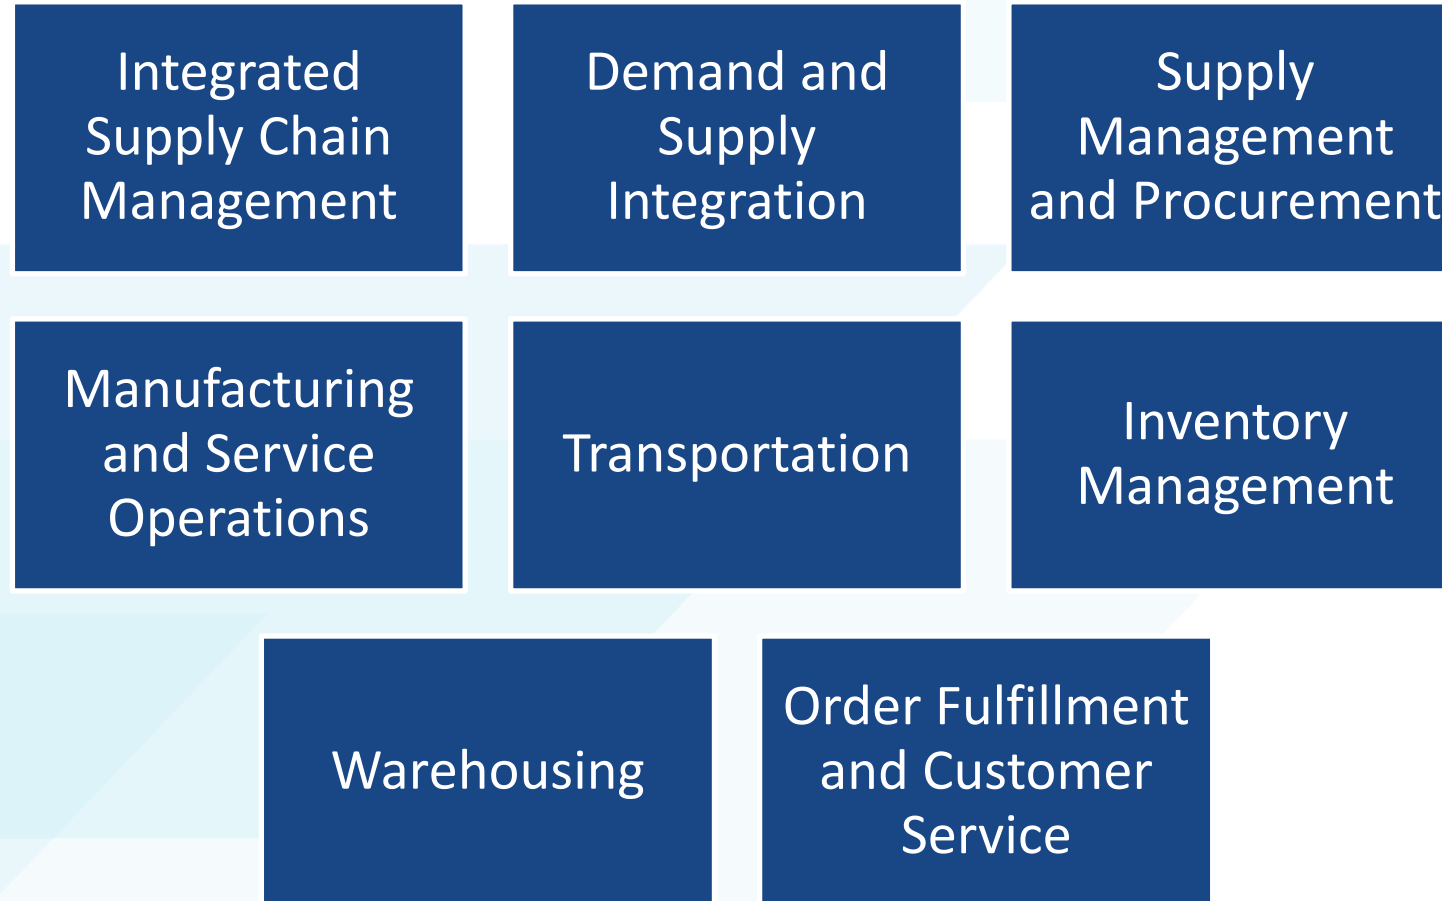 Integrated
Supply Chain
Management
Demand and
Supply
Integration
Supply
Management
and Procurement
Manufacturing
and Service
Operations
Transportation
Inventory
Management
Warehousing
Order Fulfillment
and Customer
Service